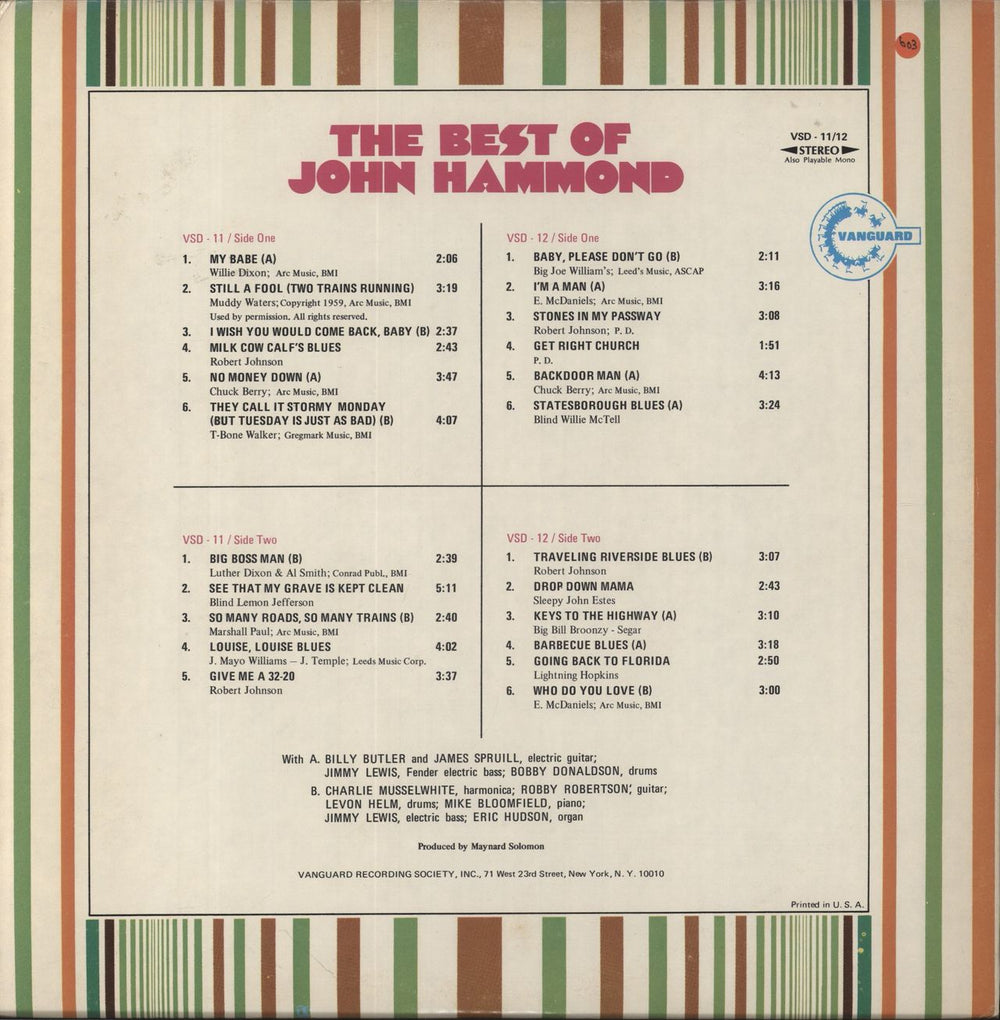 603
THE BEST OF
JOHN HAMMOND
VSD - 11/12
STEREO
Also Playable Mono
VANGUARD
VSD - 11 / Side One
1. MY BABE (A) 2:06
Willie Dixon; Arc Music, BMI
2. STILL A FOOL (TWO TRAINS RUNNING) 3:19
Muddy Waters; Copyright 1959, Arc Music, BMI
Used by permission. All rights reserved.
3. I WISH YOU WOULD COME BACK, BABY (B) 2:37
4. MILK COW CALF'S BLUES 2:43
Robert Johnson
5. NO MONEY DOWN (A) 3:47
Chuck Berry; Arc Music, BMI
6. THEY CALL IT STORMY MONDAY
(BUT TUESDAY IS JUST AS BAD) (B) 4:07
T-Bone Walker; Gregmark Music, BMI
VSD - 12 / Side One
1. BABY, PLEASE DON'T GO (B) 2:11
Big Joe William's; Leed's Music, ASCAP
2. I'M A MAN (A) 3:16
E. McDaniels; Arc Music, BMI
3. STONES IN MY PASSWAY 3:08
Robert Johnson; P. D.
4. GET RIGHT CHURCH 1:51
P. D.
5. BACKDOOR MAN (A) 4:13
Chuck Berry; Arc Music, BMI
6. STATESBOROUGH BLUES (A) 3:24
Blind Willie McTell
VSD - 11 / Side Two
1. BIG BOSS MAN (B) 2:39
Luther Dixon & Al Smith; Conrad Publ., BMI
2. SEE THAT MY GRAVE IS KEPT CLEAN 5:11
Blind Lemon Jefferson
3. SO MANY ROADS, SO MANY TRAINS (B) 2:40
Marshall Paul; Arc Music, BMI
4. LOUISE, LOUISE BLUES 4:02
J. Mayo Williams – J. Temple; Leeds Music Corp.
5. GIVE ME A 32-20 3:37
Robert Johnson
VSD - 12 / Side Two
1. TRAVELING RIVERSIDE BLUES (B) 3:07
Robert Johnson
2. DROP DOWN MAMA 2:43
Sleepy John Estes
3. KEYS TO THE HIGHWAY (A) 3:10
Big Bill Broonzy - Segar
4. BARBECUE BLUES (A) 3:18
5. GOING BACK TO FLORIDA 2:50
Lightning Hopkins
6. WHO DO YOU LOVE (B) 3:00
E. McDaniels; Arc Music, BMI
With A. BILLY BUTLER and JAMES SPRUILL, electric guitar;
JIMMY LEWIS, Fender electric bass; BOBBY DONALDSON, drums
B. CHARLIE MUSSELWHITE, harmonica; ROBBY ROBERTSON, guitar;
LEVON HELM, drums; MIKE BLOOMFIELD, piano;
JIMMY LEWIS, electric bass; ERIC HUDSON, organ
Produced by Maynard Solomon
VANGUARD RECORDING SOCIETY, INC., 71 West 23rd Street, New York, N. Y. 10010
Printed in U. S. A.